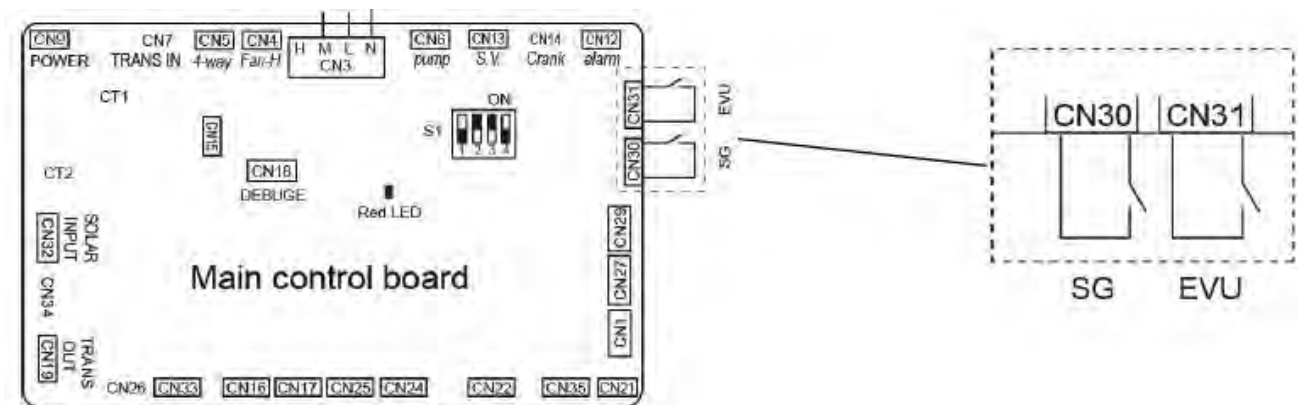 CN9 CN7 CN5 CN4 H M L N CN6 CN13 CN14 CN12
POWER TRANS IN 4-way Fan-H CN3 pump S.V. Crank alarm
CT1
ON
S1
1 2 3 4
CN31 EVU
CN30 SG
CN15
CT2
CN18
DEBUGE
Red LED
CN32 SOLAR INPUT
CN34
CN19 TRANS OUT
Main control board
CN29
CN27
CN1
CN26 CN33 CN16 CN17 CN25 CN24 CN22 CN35 CN21
CN30 CN31
SG EVU